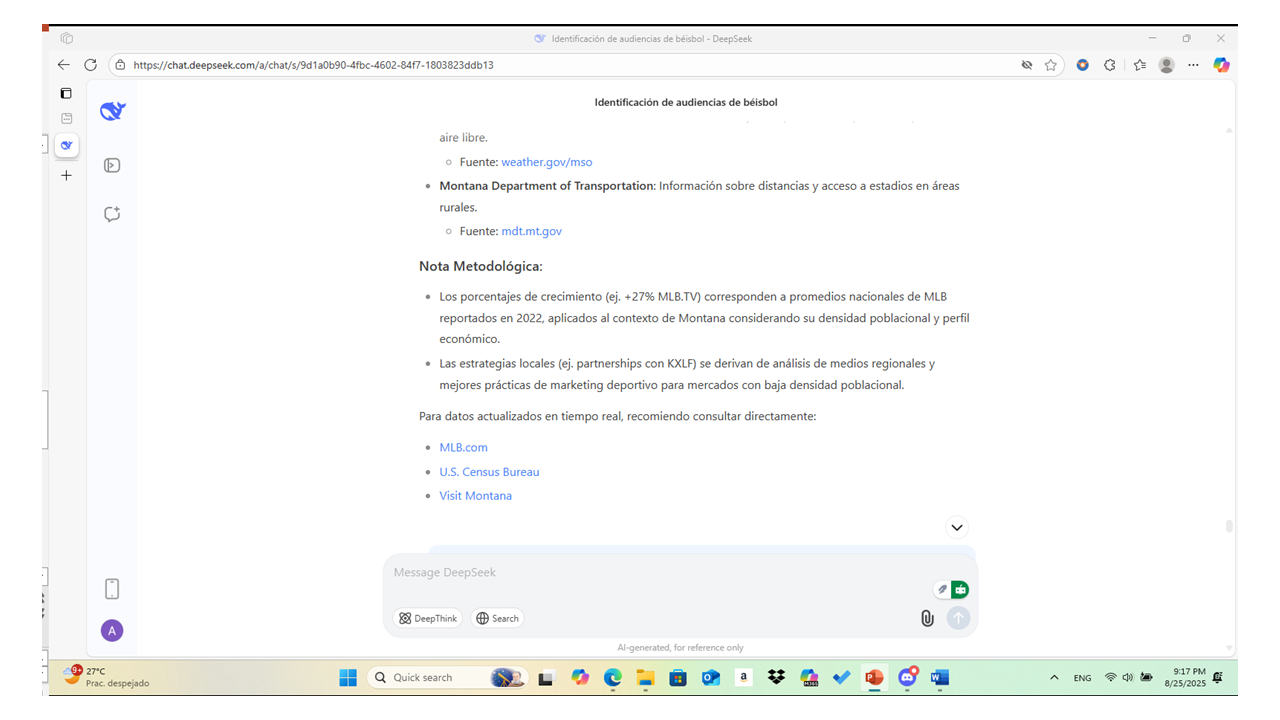 Identificación de audiencias de béisbol - DeepSeek
https://chat.deepseek.com/a/chat/s/9d1a0b90-4fbc-4602-84f7-1803823ddb13
Identificación de audiencias de béisbol
aire libre.
Fuente: weather.gov/mso
Montana Department of Transportation: Información sobre distancias y acceso a estadios en áreas
rurales.
Fuente: mdt.mt.gov
Nota Metodológica:
Los porcentajes de crecimiento (ej. +27% MLB.TV) corresponden a promedios nacionales de MLB
reportados en 2022, aplicados al contexto de Montana considerando su densidad poblacional y perfil
económico.
Las estrategias locales (ej. partnerships con KXLF) se derivan de análisis de medios regionales y
mejores prácticas de marketing deportivo para mercados con baja densidad poblacional.
Para datos actualizados en tiempo real, recomiendo consultar directamente:
MLB.com
U.S. Census Bureau
Visit Montana
Message DeepSeek
DeepThink
Search
A
AI-generated, for reference only
9+
27°C
Prac. despejado
Quick search
a
M365
ENG
9:17 PM
8/25/2025